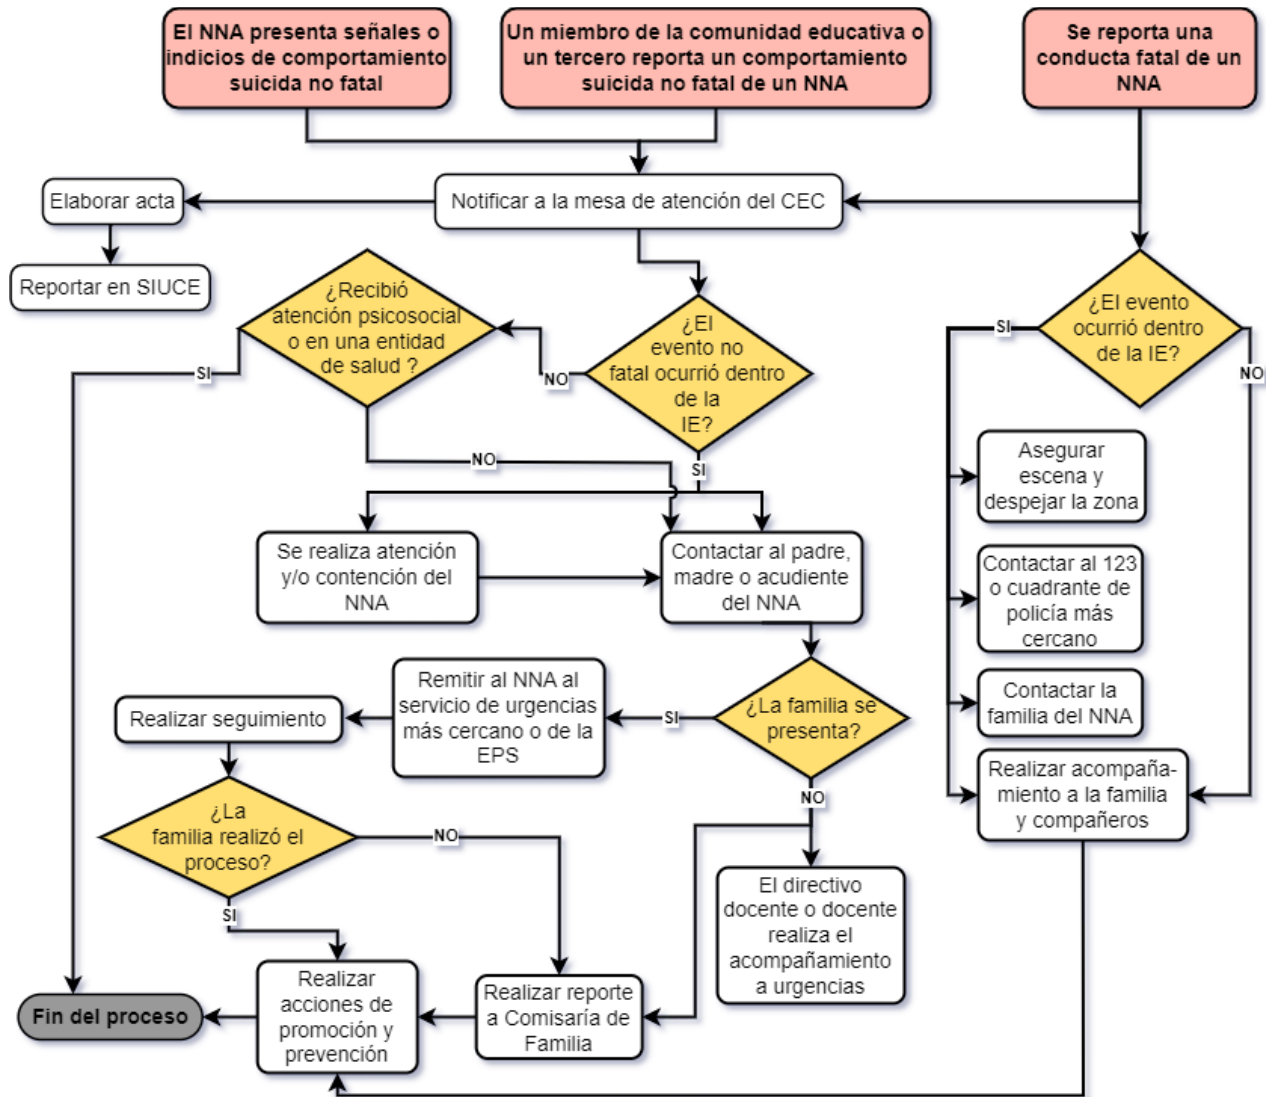 El NNA presenta señales o
indicios de comportamiento
suicida no fatal
Un miembro de la comunidad educativa o
un tercero reporta un comportamiento
suicida no fatal de un NNA
Se reporta una
conducta fatal de un
NNA
Elaborar acta
Notificar a la mesa de atención del CEC
Reportar en SIUCE
¿Recibió
atención psicosocial
o en una entidad
de salud ?
¿El
evento no
fatal ocurrió dentro
de la
IE?
¿El evento
ocurrió dentro
de la IE?
SI
NO
SI
NO
NO
SI
Asegurar
escena y
despejar la zona
Se realiza atención
y/o contención del
NNA
Contactar al padre,
madre o acudiente
del NNA
Contactar al 123
o cuadrante de
policía más
cercano
Remitir al NNA al
servicio de urgencias
más cercano o de la
EPS
Realizar seguimiento
SI
¿La familia se
presenta?
Contactar la
familia del NNA
NO
Realizar acompaña-
miento a la familia
y compañeros
¿La
familia realizó el
proceso?
NO
SI
El directivo
docente o docente
realiza el
acompañamiento
a urgencias
Fin del proceso
Realizar
acciones de
promoción y
prevención
Realizar reporte
a Comisaría de
Familia